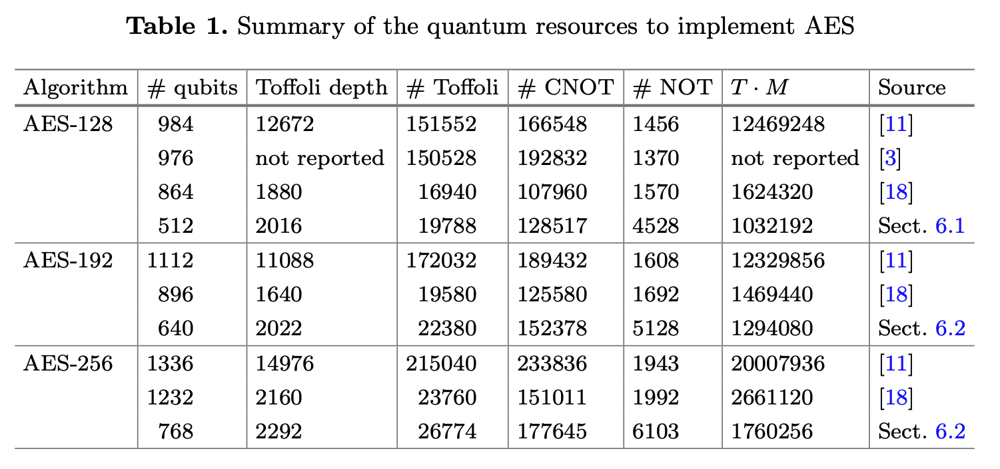 Table 1. Summary of the quantum resources to implement AES
Algorithm # qubits Toffoli depth # Toffoli # CNOT # NOT T · M Source
AES-128 984 12672 151552 166548 1456 12469248 [11]
976 not reported 150528 192832 1370 not reported [3]
864 1880 16940 107960 1570 1624320 [18]
512 2016 19788 128517 4528 1032192 Sect. 6.1
AES-192 1112 11088 172032 189432 1608 12329856 [11]
896 1640 19580 125580 1692 1469440 [18]
640 2022 22380 152378 5128 1294080 Sect. 6.2
AES-256 1336 14976 215040 233836 1943 20007936 [11]
1232 2160 23760 151011 1992 2661120 [18]
768 2292 26774 177645 6103 1760256 Sect. 6.2